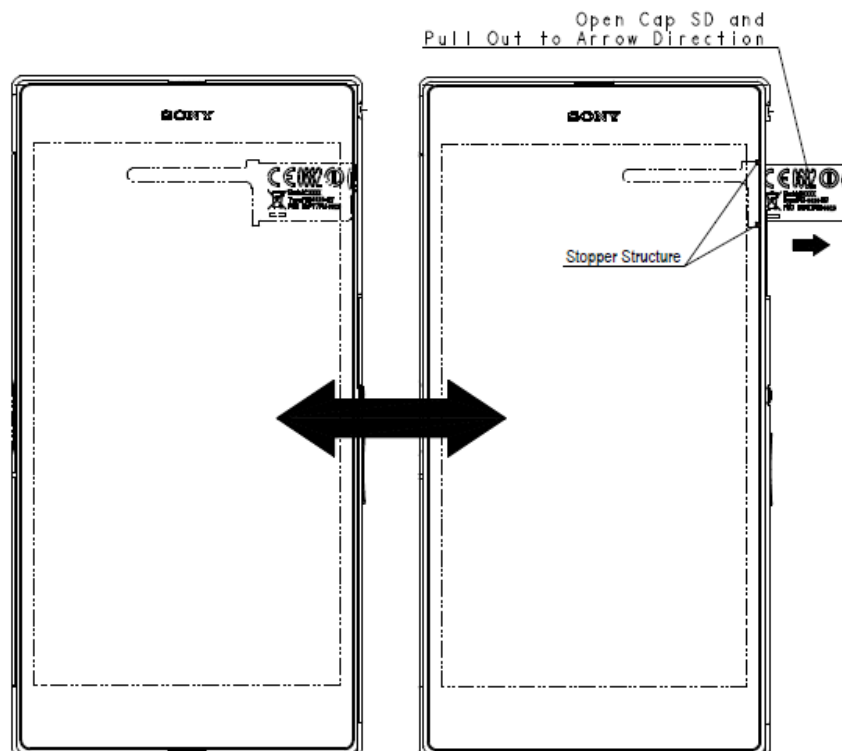 Open Cap SD and
Pull Out to Arrow Direction
SONY
SONY
CE0682
CE0682
Stopper Structure